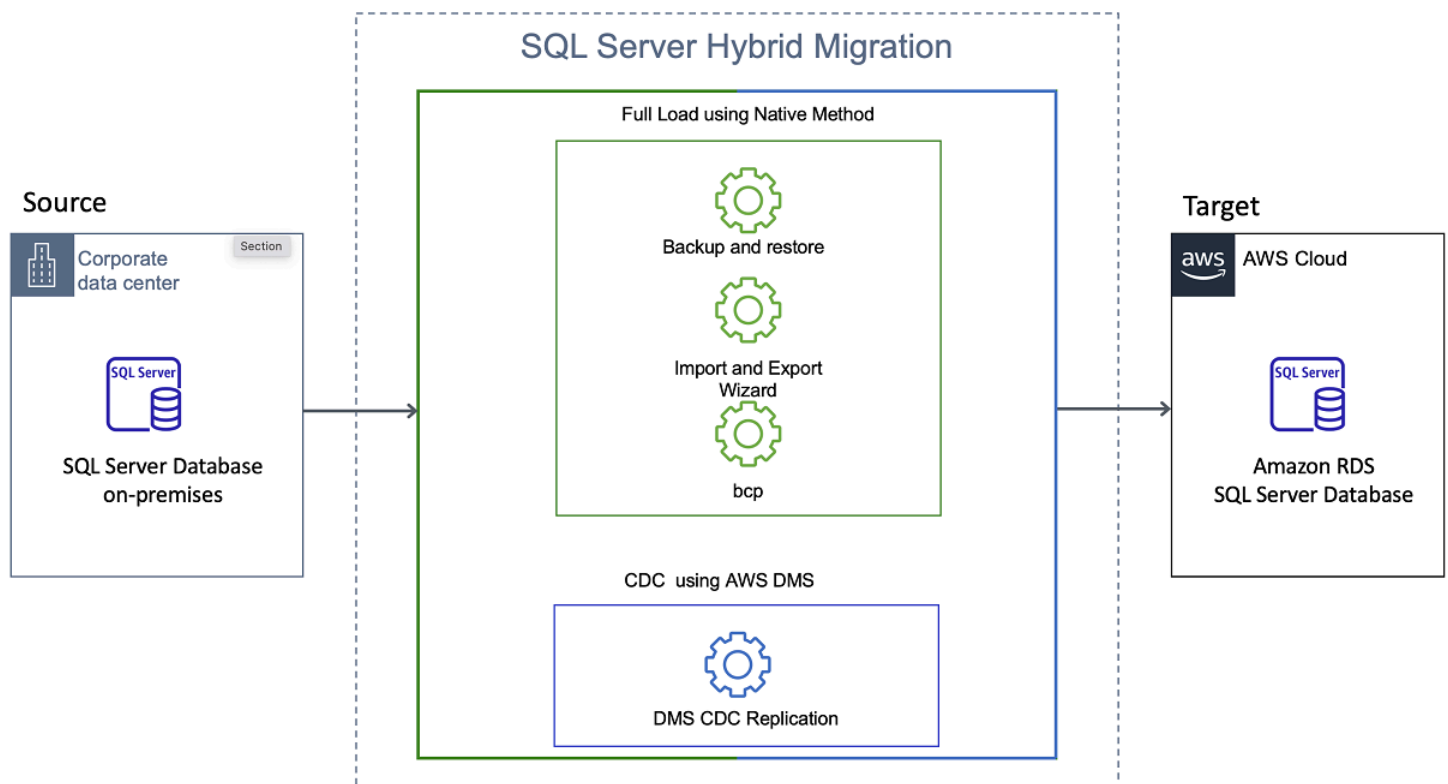 SQL Server Hybrid Migration
Full Load using Native Method
Source
Target
Section
Corporate
data center
Backup and restore
aws
AWS Cloud
Import and Export
Wizard
SQL Server
SQL Server
SQL Server Database
on-premises
bcp
Amazon RDS
SQL Server Database
CDC using AWS DMS
DMS CDC Replication